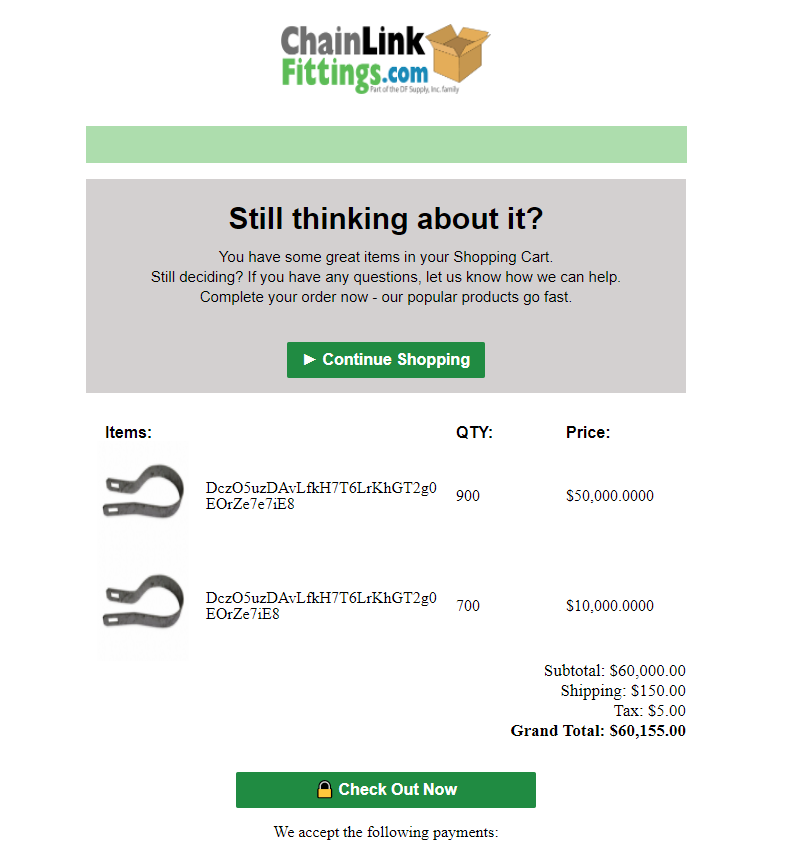 ChainLink
Fittings.com
Part of the DF Supply, Inc. family
Still thinking about it?
You have some great items in your Shopping Cart.
Still deciding? If you have any questions, let us know how we can help.
Complete your order now - our popular products go fast.
► Continue Shopping
Items: QTY: Price:
DczO5uzDAvLfkH7T6LrKhGT2g0
EOrZe7e7iE8 900 $50,000.0000
DczO5uzDAvLfkH7T6LrKhGT2g0
EOrZe7iE8 700 $10,000.0000
Subtotal: $60,000.00
Shipping: $150.00
Tax: $5.00
Grand Total: $60,155.00
Check Out Now
We accept the following payments: